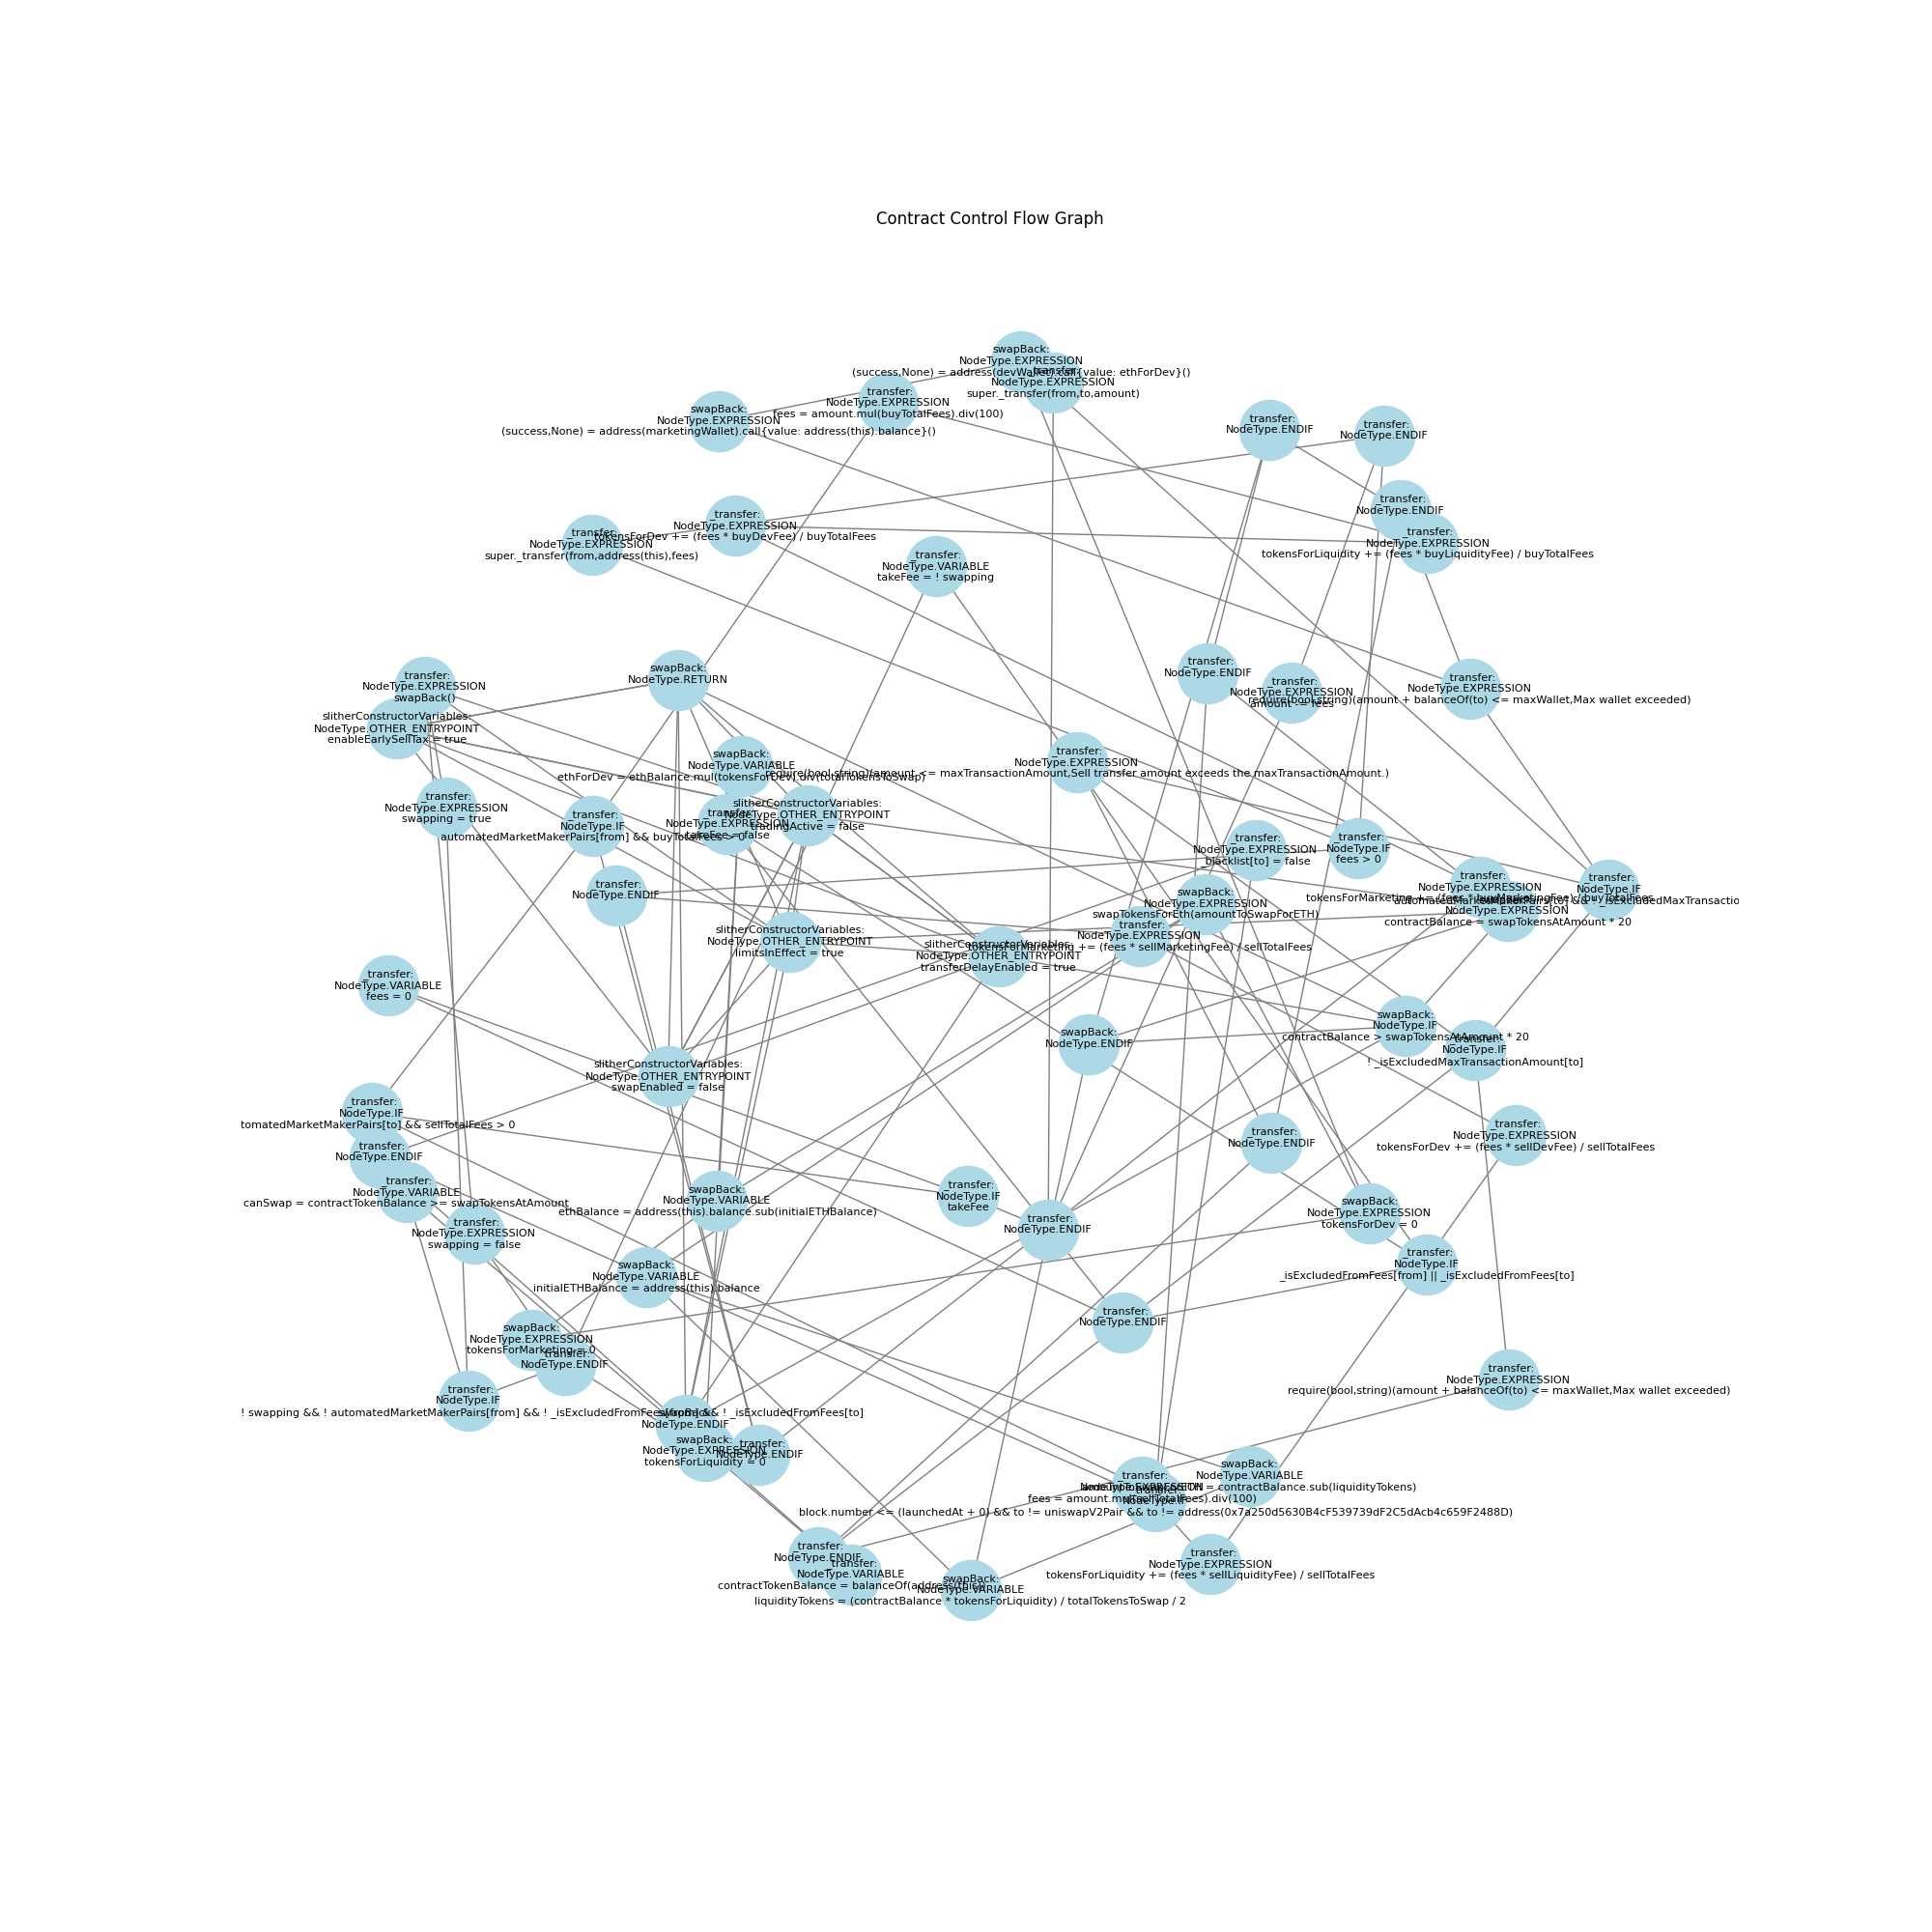 Contract Control Flow Graph
swapBack:
NodeType.EXPRESSION
(success,None) = address(devWallet).call{value: ethForDev}()
_transfer:
NodeType.EXPRESSION
super._transfer(from,to,amount)
_transfer:
NodeType.EXPRESSION
fees = amount.mul(buyTotalFees).div(100)
swapBack:
NodeType.EXPRESSION
(success,None) = address(marketingWallet).call{value: address(this).balance}()
_transfer:
NodeType.ENDIF
_transfer:
NodeType.ENDIF
_transfer:
NodeType.ENDIF
_transfer:
NodeType.EXPRESSION
tokensForLiquidity += (fees * buyLiquidityFee) / buyTotalFees
_transfer:
NodeType.EXPRESSION
tokensForDev += (fees * buyDevFee) / buyTotalFees
_transfer:
NodeType.EXPRESSION
super._transfer(from,address(this),fees)
_transfer:
NodeType.VARIABLE
takeFee = ! swapping
swapBack:
NodeType.RETURN
_transfer:
NodeType.EXPRESSION
swapBack()
slitherConstructorVariables:
NodeType.OTHER_ENTRYPOINT
enableEarlySellTax = true
_transfer:
NodeType.ENDIF
_transfer:
NodeType.EXPRESSION
amount -= fees
_transfer:
NodeType.EXPRESSION
require(bool,string)(amount + balanceOf(to) <= maxWallet,Max wallet exceeded)
swapBack:
NodeType.VARIABLE
ethForDev = ethBalance.mul(tokensForDev).div(totalTokensToSwap)
_transfer:
NodeType.EXPRESSION
require(bool,string)(amount <= maxTransactionAmount,Sell transfer amount exceeds the maxTransactionAmount.)
_transfer:
NodeType.EXPRESSION
swapping = true
_transfer:
NodeType.IF
automatedMarketMakerPairs[from] && buyTotalFees > 0
_transfer:
NodeType.EXPRESSION
takeFee = false
slitherConstructorVariables:
NodeType.OTHER_ENTRYPOINT
tradingActive = false
_transfer:
NodeType.EXPRESSION
_blacklist[to] = false
_transfer:
NodeType.IF
fees > 0
_transfer:
NodeType.ENDIF
swapBack:
NodeType.EXPRESSION
swapTokensForEth(amountToSwapForETH)
_transfer:
NodeType.EXPRESSION
tokensForMarketing += (fees * buyMarketingFee) / buyTotalFees
NodeType.EXPRESSION
contractBalance = swapTokensAtAmount * 20
_transfer:
NodeType.IF
slitherConstructorVariables:
NodeType.OTHER_ENTRYPOINT
limitsInEffect = true
_transfer:
NodeType.EXPRESSION
tokensForMarketing += (fees * sellMarketingFee) / sellTotalFees
slitherConstructorVariables:
NodeType.OTHER_ENTRYPOINT
transferDelayEnabled = true
_transfer:
NodeType.VARIABLE
fees = 0
swapBack:
NodeType.ENDIF
swapBack:
NodeType.IF
contractBalance > swapTokensAtAmount * 20
_transfer:
NodeType.IF
! _isExcludedMaxTransactionAmount[to]
slitherConstructorVariables:
NodeType.OTHER_ENTRYPOINT
swapEnabled = false
_transfer:
NodeType.IF
tomatedMarketMakerPairs[to] && sellTotalFees > 0
_transfer:
NodeType.ENDIF
_transfer:
NodeType.ENDIF
_transfer:
NodeType.EXPRESSION
tokensForDev += (fees * sellDevFee) / sellTotalFees
_transfer:
NodeType.VARIABLE
canSwap = contractTokenBalance >= swapTokensAtAmount
_transfer:
NodeType.IF
takeFee
swapBack:
NodeType.VARIABLE
ethBalance = address(this).balance.sub(initialETHBalance)
_transfer:
NodeType.EXPRESSION
swapping = false
_transfer:
NodeType.ENDIF
swapBack:
NodeType.EXPRESSION
tokensForDev = 0
_transfer:
NodeType.IF
_isExcludedFromFees[from] || _isExcludedFromFees[to]
swapBack:
NodeType.VARIABLE
initialETHBalance = address(this).balance
_transfer:
NodeType.ENDIF
swapBack:
NodeType.EXPRESSION
tokensForMarketing = 0
_transfer:
NodeType.ENDIF
_transfer:
NodeType.EXPRESSION
require(bool,string)(amount + balanceOf(to) <= maxWallet,Max wallet exceeded)
_transfer:
NodeType.IF
! swapping && ! automatedMarketMakerPairs[from] && ! _isExcludedFromFees[from] && ! _isExcludedFromFees[to]
NodeType.ENDIF
swapBack:
NodeType.EXPRESSION
tokensForLiquidity = 0
_transfer:
NodeType.ENDIF
_transfer:
NodeType.EXPRESSION
fees = amount.mul(sellTotalFees).div(100)
swapBack:
NodeType.VARIABLE
= contractBalance.sub(liquidityTokens)
NodeType.IF
block.number <= (launchedAt + 0) && to != uniswapV2Pair && to != address(0x7a250d5630B4cF539739dF2C5dAcb4c659F2488D)
_transfer:
NodeType.ENDIF
_transfer:
NodeType.VARIABLE
contractTokenBalance = balanceOf(address(this))
_transfer:
NodeType.EXPRESSION
tokensForLiquidity += (fees * sellLiquidityFee) / sellTotalFees
swapBack:
NodeType.VARIABLE
liquidityTokens = (contractBalance * tokensForLiquidity) / totalTokensToSwap / 2